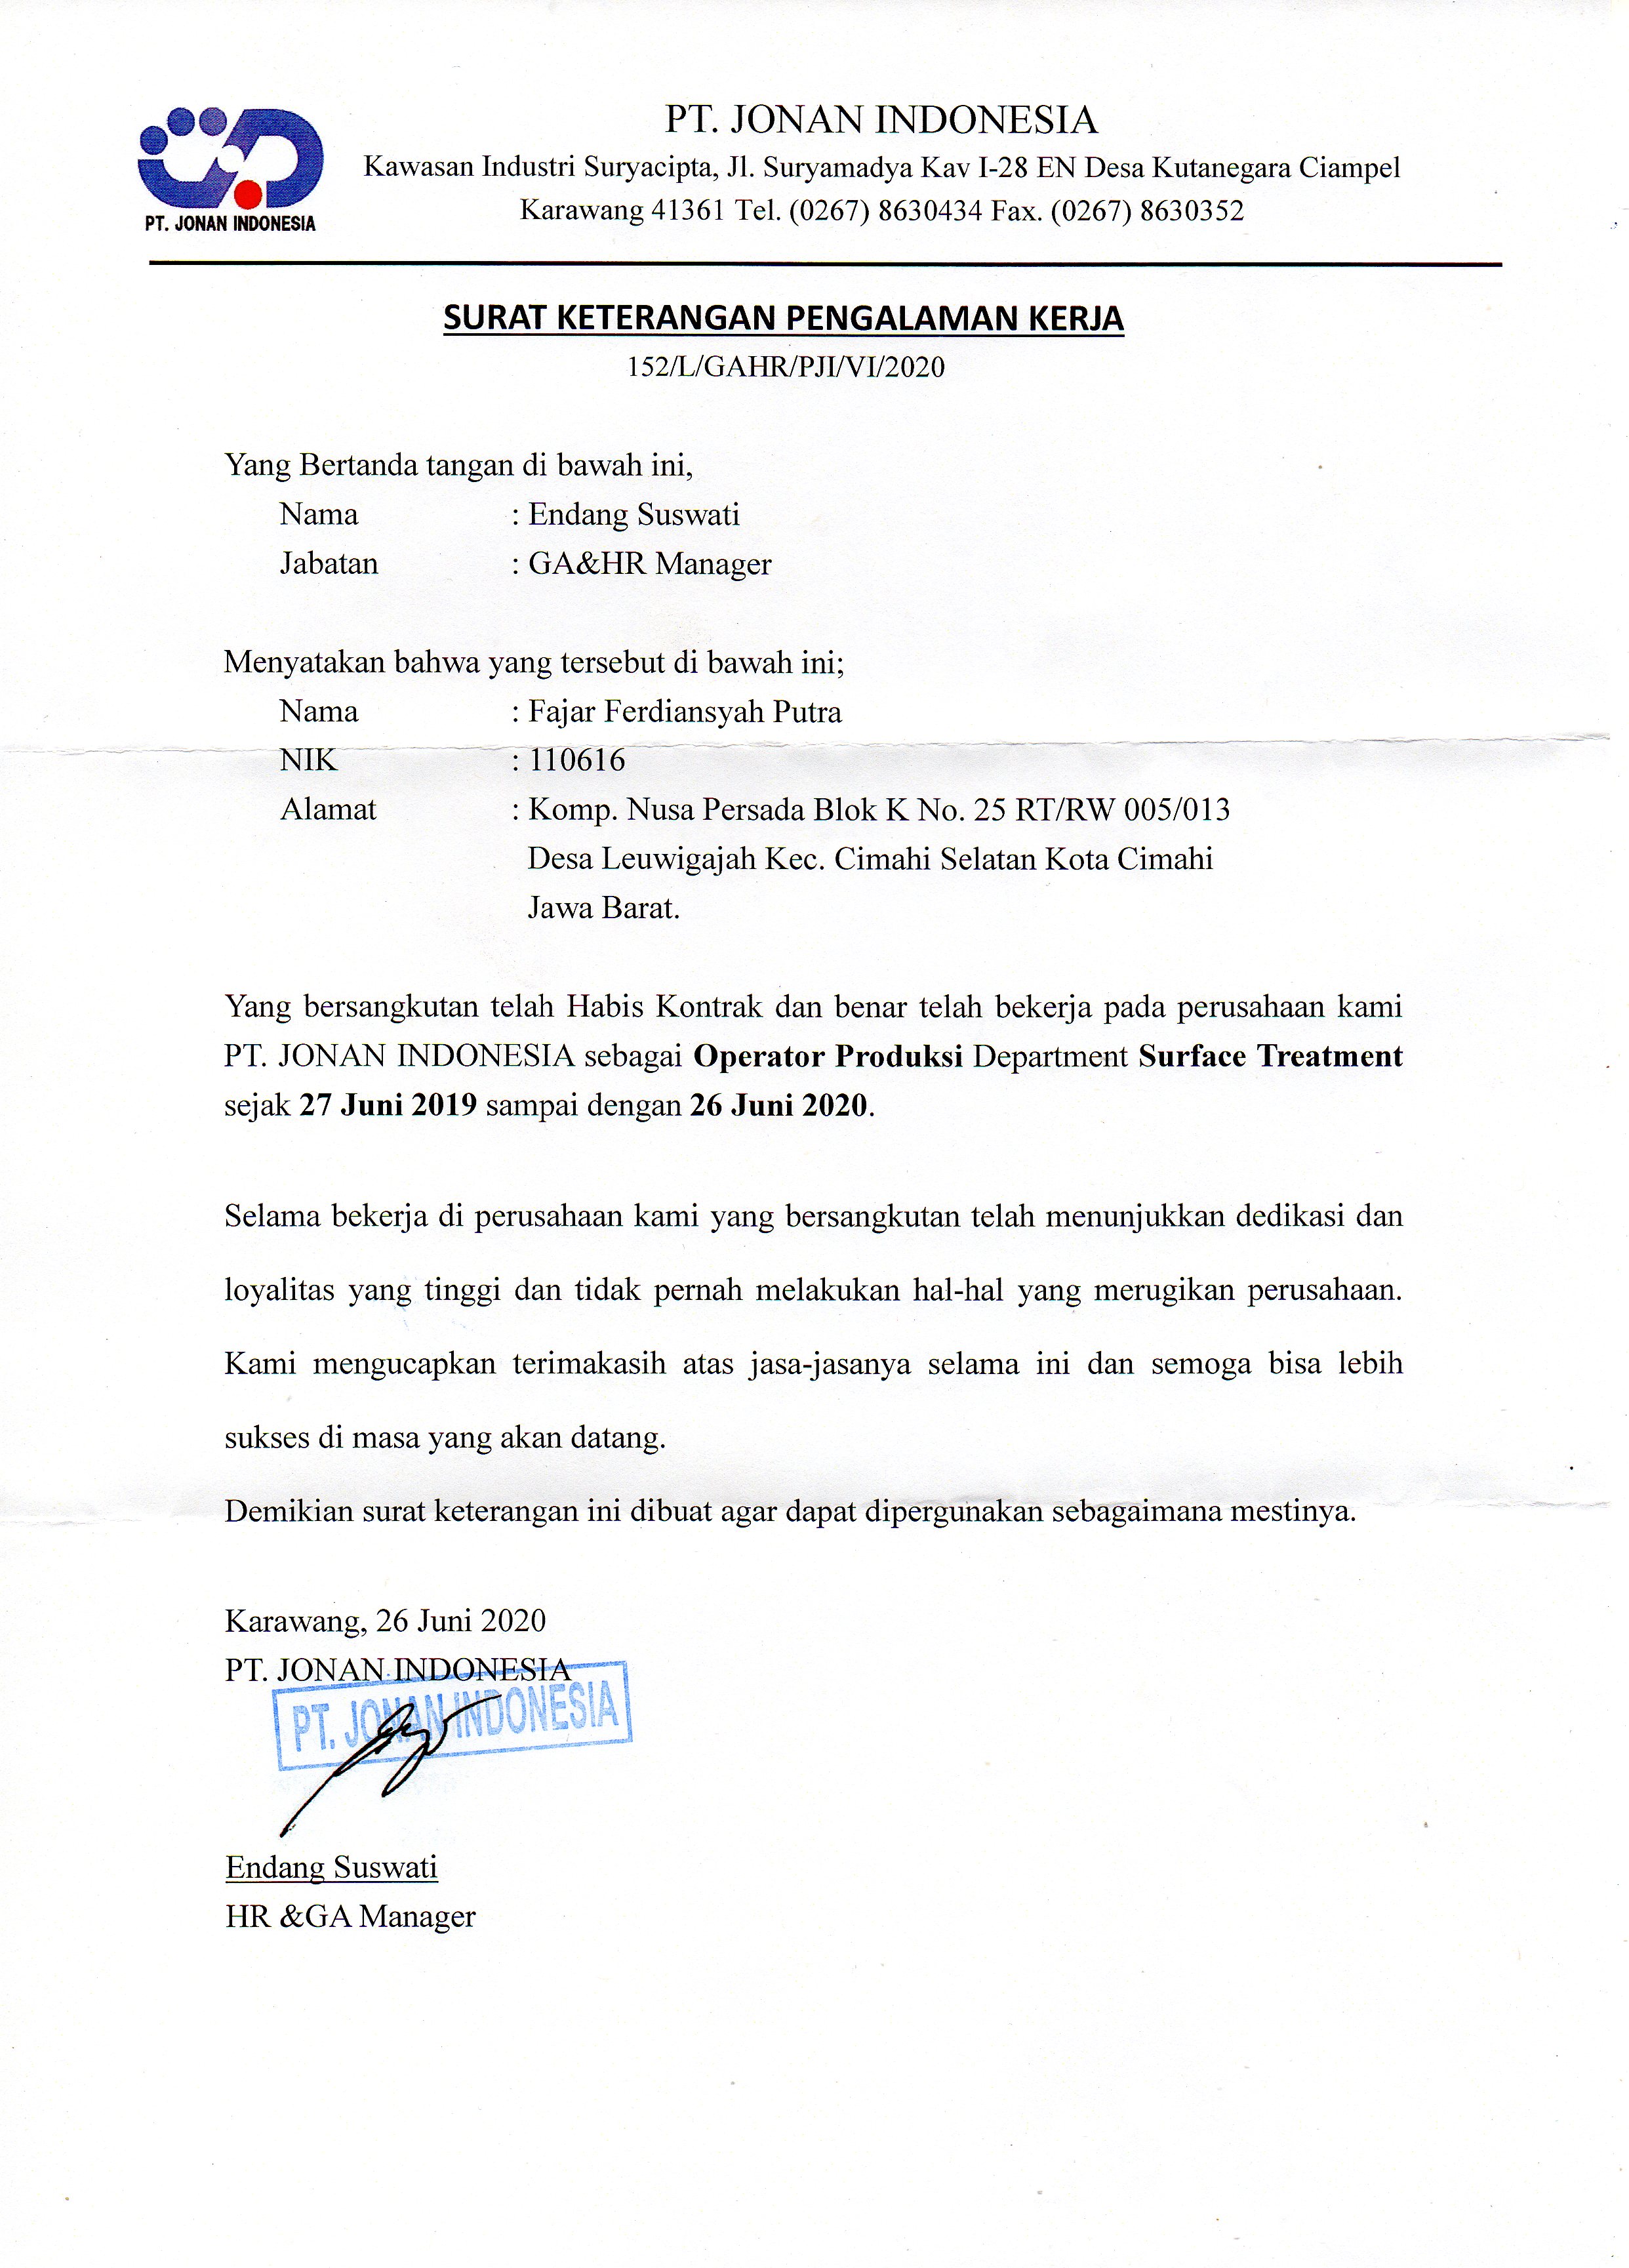 PT. JONAN INDONESIA
Kawasan Industri Suryacipta, Jl. Suryamadya Kav I-28 EN Desa Kutanegara Ciampel
Karawang 41361 Tel. (0267) 8630434 Fax. (0267) 8630352
PT. JONAN INDONESIA
SURAT KETERANGAN PENGALAMAN KERJA
152/L/GAHR/PJI/VI/2020
Yang Bertanda tangan di bawah ini,
Nama : Endang Suswati
Jabatan : GA&HR Manager
Menyatakan bahwa yang tersebut di bawah ini;
Nama : Fajar Ferdiansyah Putra
NIK : 110616
Alamat : Komp. Nusa Persada Blok K No. 25 RT/RW 005/013
Desa Leuwigajah Kec. Cimahi Selatan Kota Cimahi
Jawa Barat.
Yang bersangkutan telah Habis Kontrak dan benar telah bekerja pada perusahaan kami
PT. JONAN INDONESIA sebagai Operator Produksi Department Surface Treatment
sejak 27 Juni 2019 sampai dengan 26 Juni 2020.
Selama bekerja di perusahaan kami yang bersangkutan telah menunjukkan dedikasi dan
loyalitas yang tinggi dan tidak pernah melakukan hal-hal yang merugikan perusahaan.
Kami mengucapkan terimakasih atas jasa-jasanya selama ini dan semoga bisa lebih
sukses di masa yang akan datang.
Demikian surat keterangan ini dibuat agar dapat dipergunakan sebagaimana mestinya.
Karawang, 26 Juni 2020
PT. JONAN INDONESIA
PT. JONAN INDONESIA
Endang Suswati
HR &GA Manager